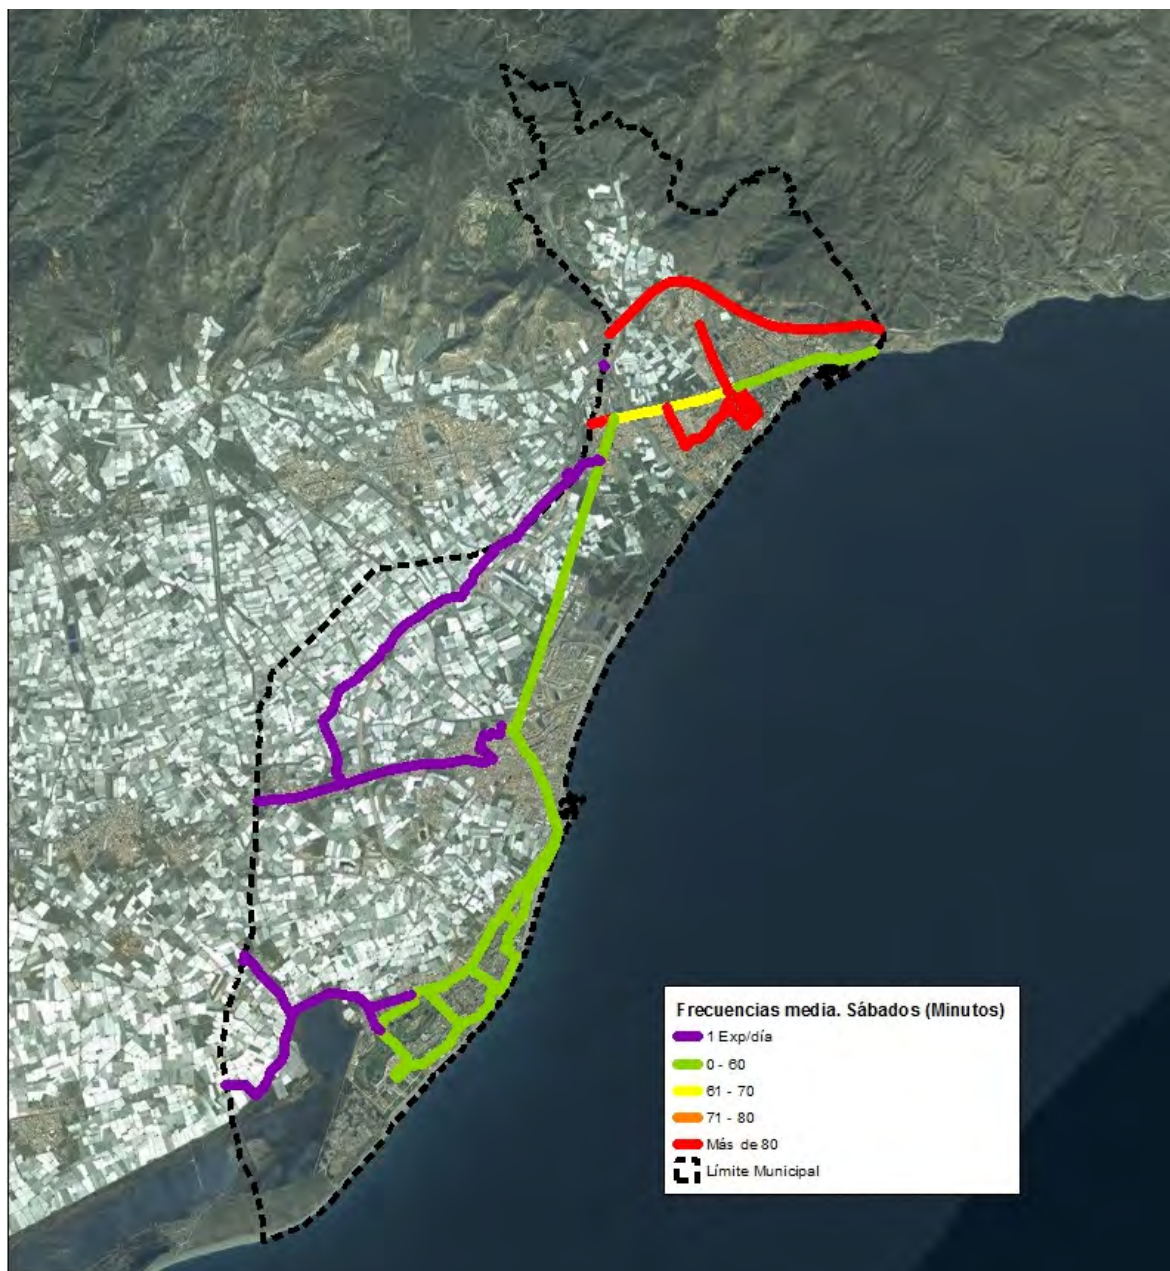 Frecuencias media. Sábados (Minutos)
1 Exp/día
0 - 60
61 - 70
71 - 80
Más de 80
Límite Municipal